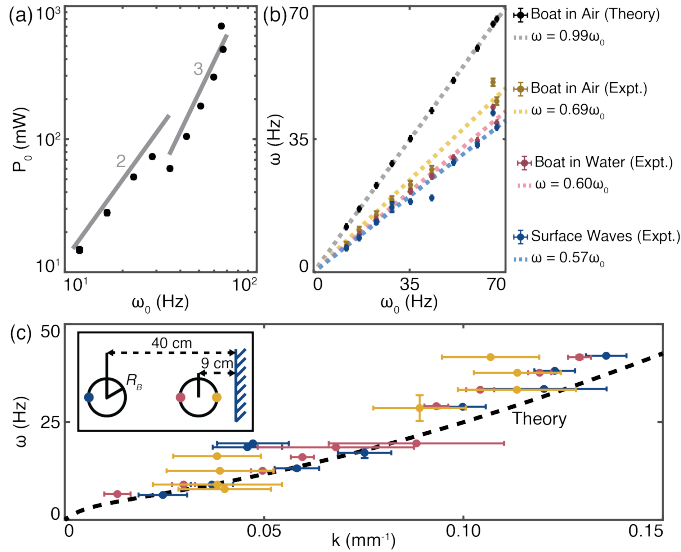 (a)
10³
10²
10¹
P₀ (mW)
2
3
10¹
10²
ω₀ (Hz)
(b)
70
35
0
ω (Hz)
0
35
70
ω₀ (Hz)
Boat in Air (Theory)
ω = 0.99ω₀
Boat in Air (Expt.)
ω = 0.69ω₀
Boat in Water (Expt.)
ω = 0.60ω₀
Surface Waves (Expt.)
ω = 0.57ω₀
(c)
50
25
0
ω (Hz)
40 cm
9 cm
R_B
Theory
0
0.05
0.10
0.15
k (mm⁻¹)